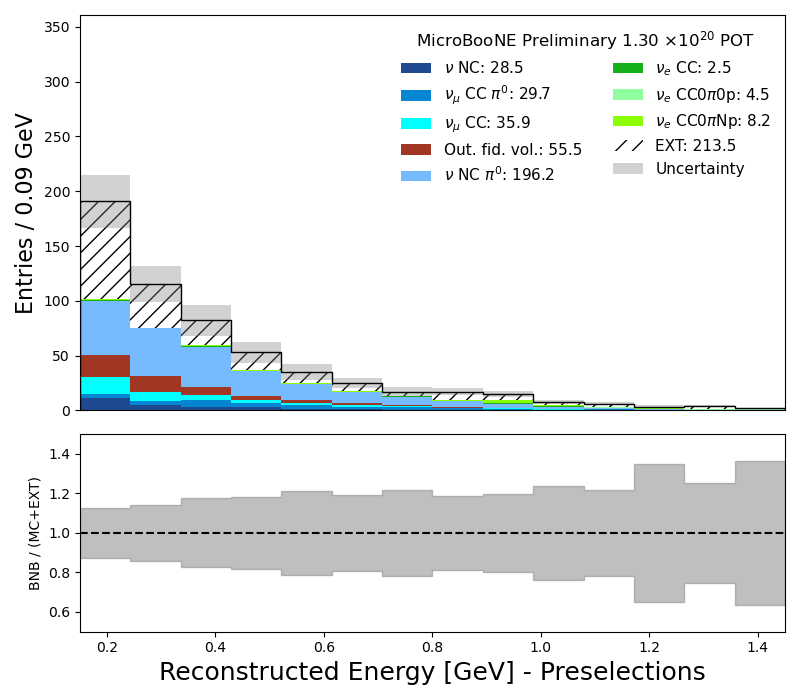 MicroBooNE Preliminary 1.30 ×10²⁰ POT
ν NC: 28.5
ν_μ CC π⁰: 29.7
ν_μ CC: 35.9
Out. fid. vol.: 55.5
ν NC π⁰: 196.2
ν_e CC: 2.5
ν_e CC0π0p: 4.5
ν_e CC0πNp: 8.2
EXT: 213.5
Uncertainty
Entries / 0.09 GeV
350
300
250
200
150
100
50
0
BNB / (MC+EXT)
1.4
1.2
1.0
0.8
0.6
0.2 0.4 0.6 0.8 1.0 1.2 1.4
Reconstructed Energy [GeV] - Preselections